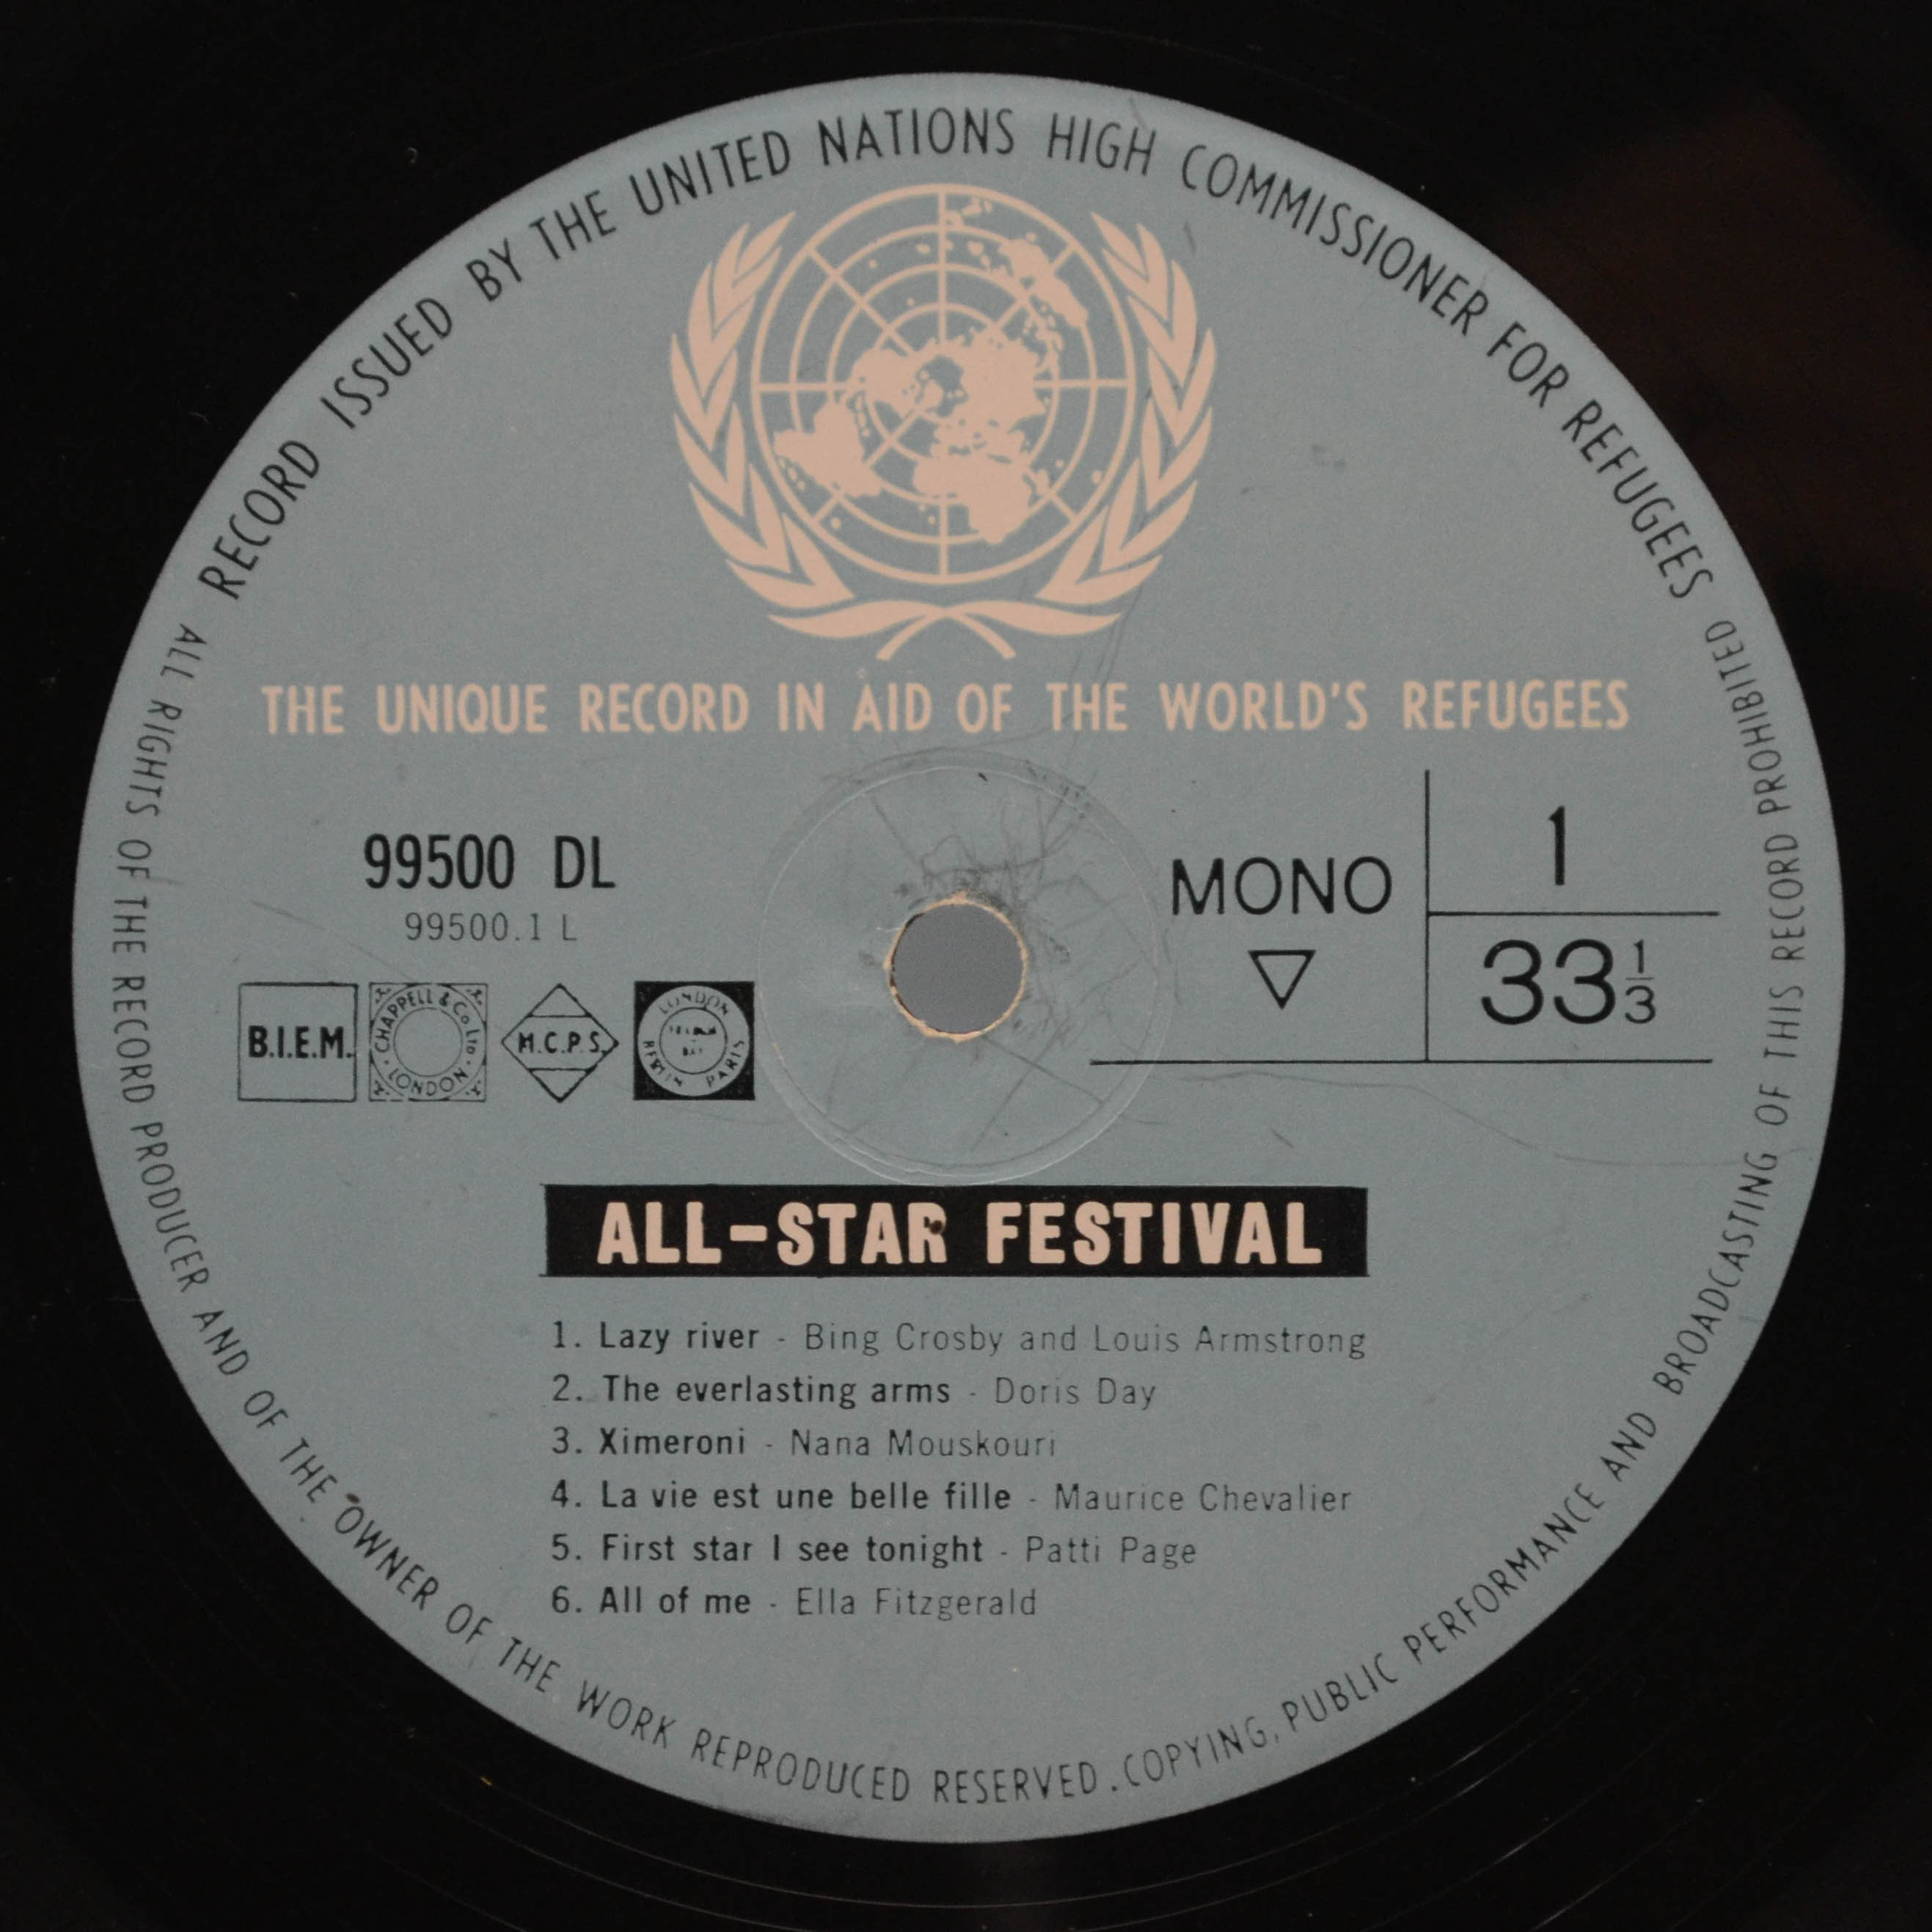 RECORD ISSUED BY THE UNITED NATIONS HIGH COMMISSIONER FOR REFUGEES
THE UNIQUE RECORD IN AID OF THE WORLD'S REFUGEES
99500 DL
99500.1 L
MONO
1
33 1/3
B.I.E.M.
CHAPPELL & Co LTD
LONDON
M.C.P.S.
LONDON
BERLIN PARIS
ALL-STAR FESTIVAL
1. Lazy river - Bing Crosby and Louis Armstrong
2. The everlasting arms - Doris Day
3. Ximeroni - Nana Mouskouri
4. La vie est une belle fille - Maurice Chevalier
5. First star I see tonight - Patti Page
6. All of me - Ella Fitzgerald
ALL RIGHTS OF THE RECORD PRODUCER AND OF THE OWNER OF THE WORK REPRODUCED RESERVED. COPYING, PUBLIC PERFORMANCE AND BROADCASTING OF THIS RECORD PROHIBITED